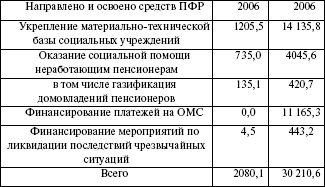 Направлено и освоено средств ПФР 2006 2006
Укрепление материально-технической 1205,5 14 135,8
базы социальных учреждений
Оказание социальной помощи 735,0 4045,6
неработающим пенсионерам
в том числе газификация 135,1 420,7
домовладений пенсионеров
Финансирование платежей на ОМС 0,0 11 165,3
Финансирование мероприятий по 4,5 443,2
ликвидации последствий чрезвычайных
ситуаций
Всего 2080,1 30 210,6